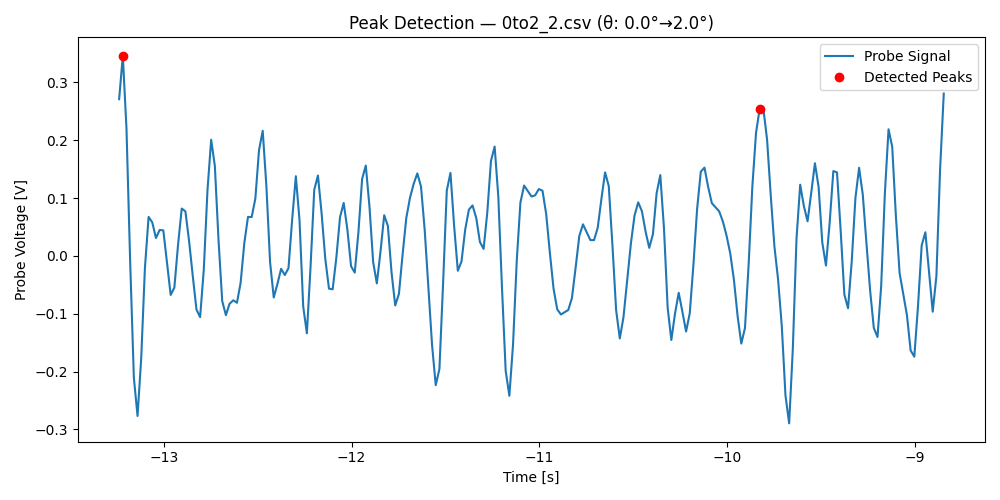 Peak Detection — 0to2_2.csv (θ: 0.0°→2.0°)
Probe Signal
Detected Peaks
Probe Voltage [V]
0.3
0.2
0.1
0.0
−0.1
−0.2
−0.3
−13
−12
−11
−10
−9
Time [s]